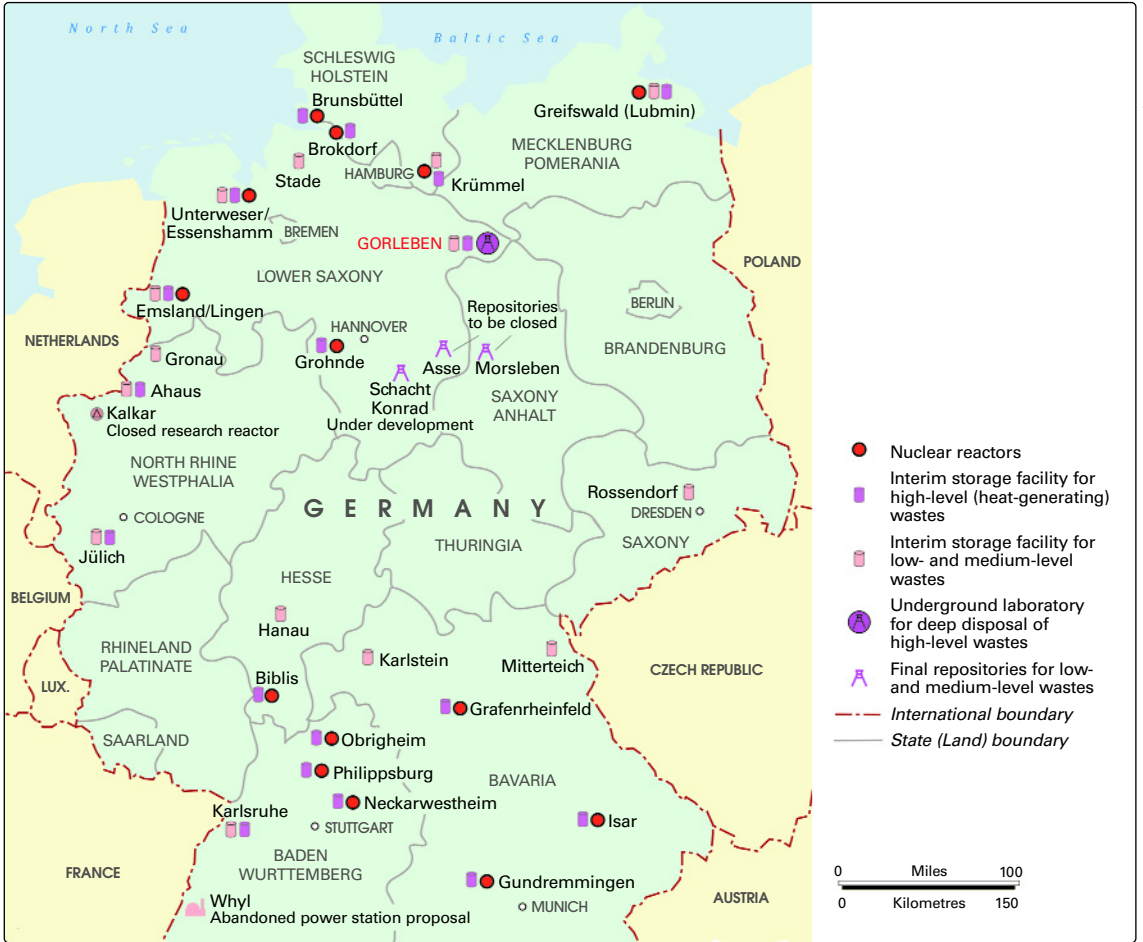 North Sea
Baltic Sea
SCHLESWIG
HOLSTEIN
Brunsbüttel
Greifswald (Lubmin)
Brokdorf
MECKLENBURG
POMERANIA
Stade
HAMBURG
Krümmel
Unterweser/
Essenshamm
BREMEN
GORLEBEN
POLAND
LOWER SAXONY
Emsland/Lingen
BERLIN
Repositories
to be closed
NETHERLANDS
HANNOVER
Gronau
Grohnde
Asse
Morsleben
BRANDENBURG
Ahaus
Schacht
Konrad
Under development
SAXONY
ANHALT
Kalkar
Closed research reactor
NORTH RHINE
WESTPHALIA
GERMANY
Rossendorf
DRESDEN
COLOGNE
Jülich
THURINGIA
SAXONY
HESSE
BELGIUM
Hanau
RHINELAND
PALATINATE
Karlstein
Mitterteich
CZECH REPUBLIC
LUX.
Biblis
Grafenrheinfeld
SAARLAND
Obrigheim
Philippsburg
BAVARIA
Neckarwestheim
Karlsruhe
STUTTGART
Isar
BADEN
WURTTEMBERG
FRANCE
Gundremmingen
AUSTRIA
Whyl
Abandoned power station proposal
MUNICH
Nuclear reactors
Interim storage facility for
high-level (heat-generating)
wastes
Interim storage facility for
low- and medium-level
wastes
Underground laboratory
for deep disposal of
high-level wastes
Final repositories for low-
and medium-level wastes
International boundary
State (Land) boundary
0 Miles 100
0 Kilometres 150